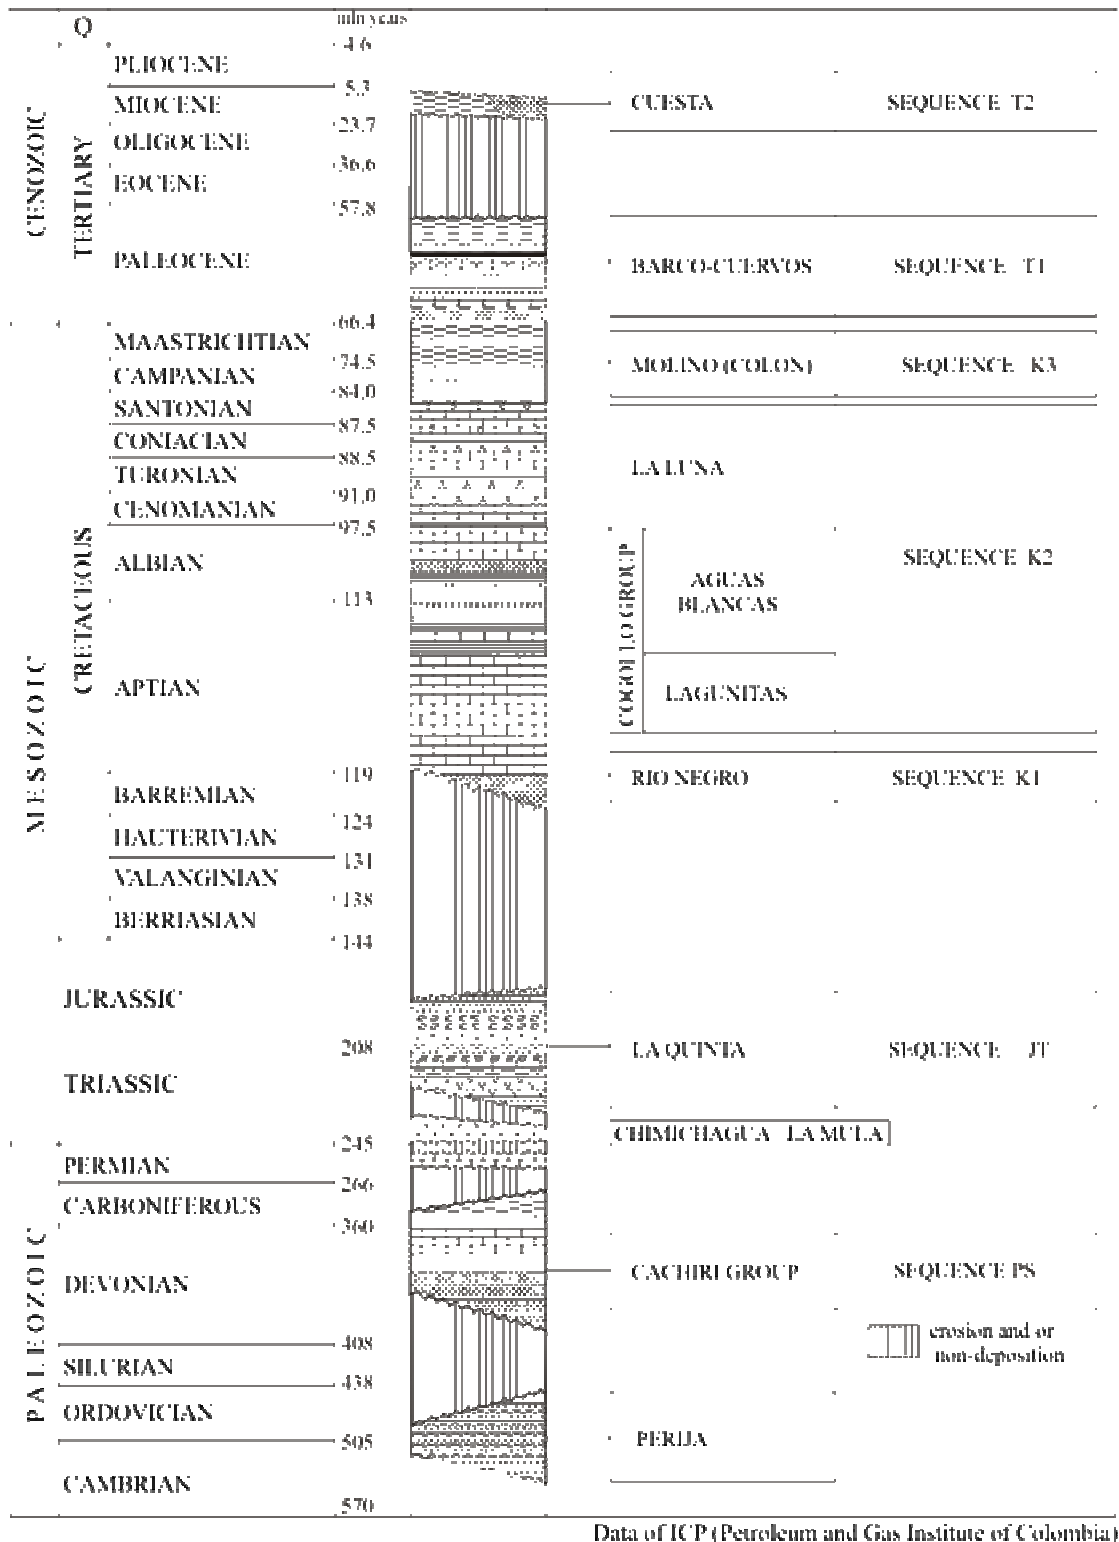 Q
mln years
4.6
PLIOCENE
5.3
MIOCENE CUESTA SEQUENCE T2
23.7
OLIGOCENE
36.6
EOCENE
57.8
CENOZOIC
TERTIARY
PALEOCENE BARCO-CUERVOS SEQUENCE T1
66.4
MAASTRICHTIAN
74.5
MOLINO (COLON) SEQUENCE K3
CAMPANIAN
84.0
SANTONIAN
87.5
CONIACIAN
88.5
LA LUNA
TURONIAN
91.0
CENOMANIAN
97.5
ALBIAN SEQUENCE K2
AGUAS
BLANCAS
113
COGOLLO GROUP
CRETACEOUS
MESOZOIC
APTIAN LAGUNITAS
119
RIO NEGRO SEQUENCE K1
BARREMIAN
124
HAUTERIVIAN
131
VALANGINIAN
138
BERRIASIAN
144
JURASSIC
208 LA QUINTA SEQUENCE JT
TRIASSIC
CHIMICHAGUA LA MULA
245
PERMIAN
266
CARBONIFEROUS
360
PALEOZOIC
DEVONIAN CACHIRI GROUP SEQUENCE PS
erosion and or
non-deposition
408
SILURIAN
438
ORDOVICIAN
505 PERIJA
CAMBRIAN
570
Data of ICP (Petroleum and Gas Institute of Colombia)